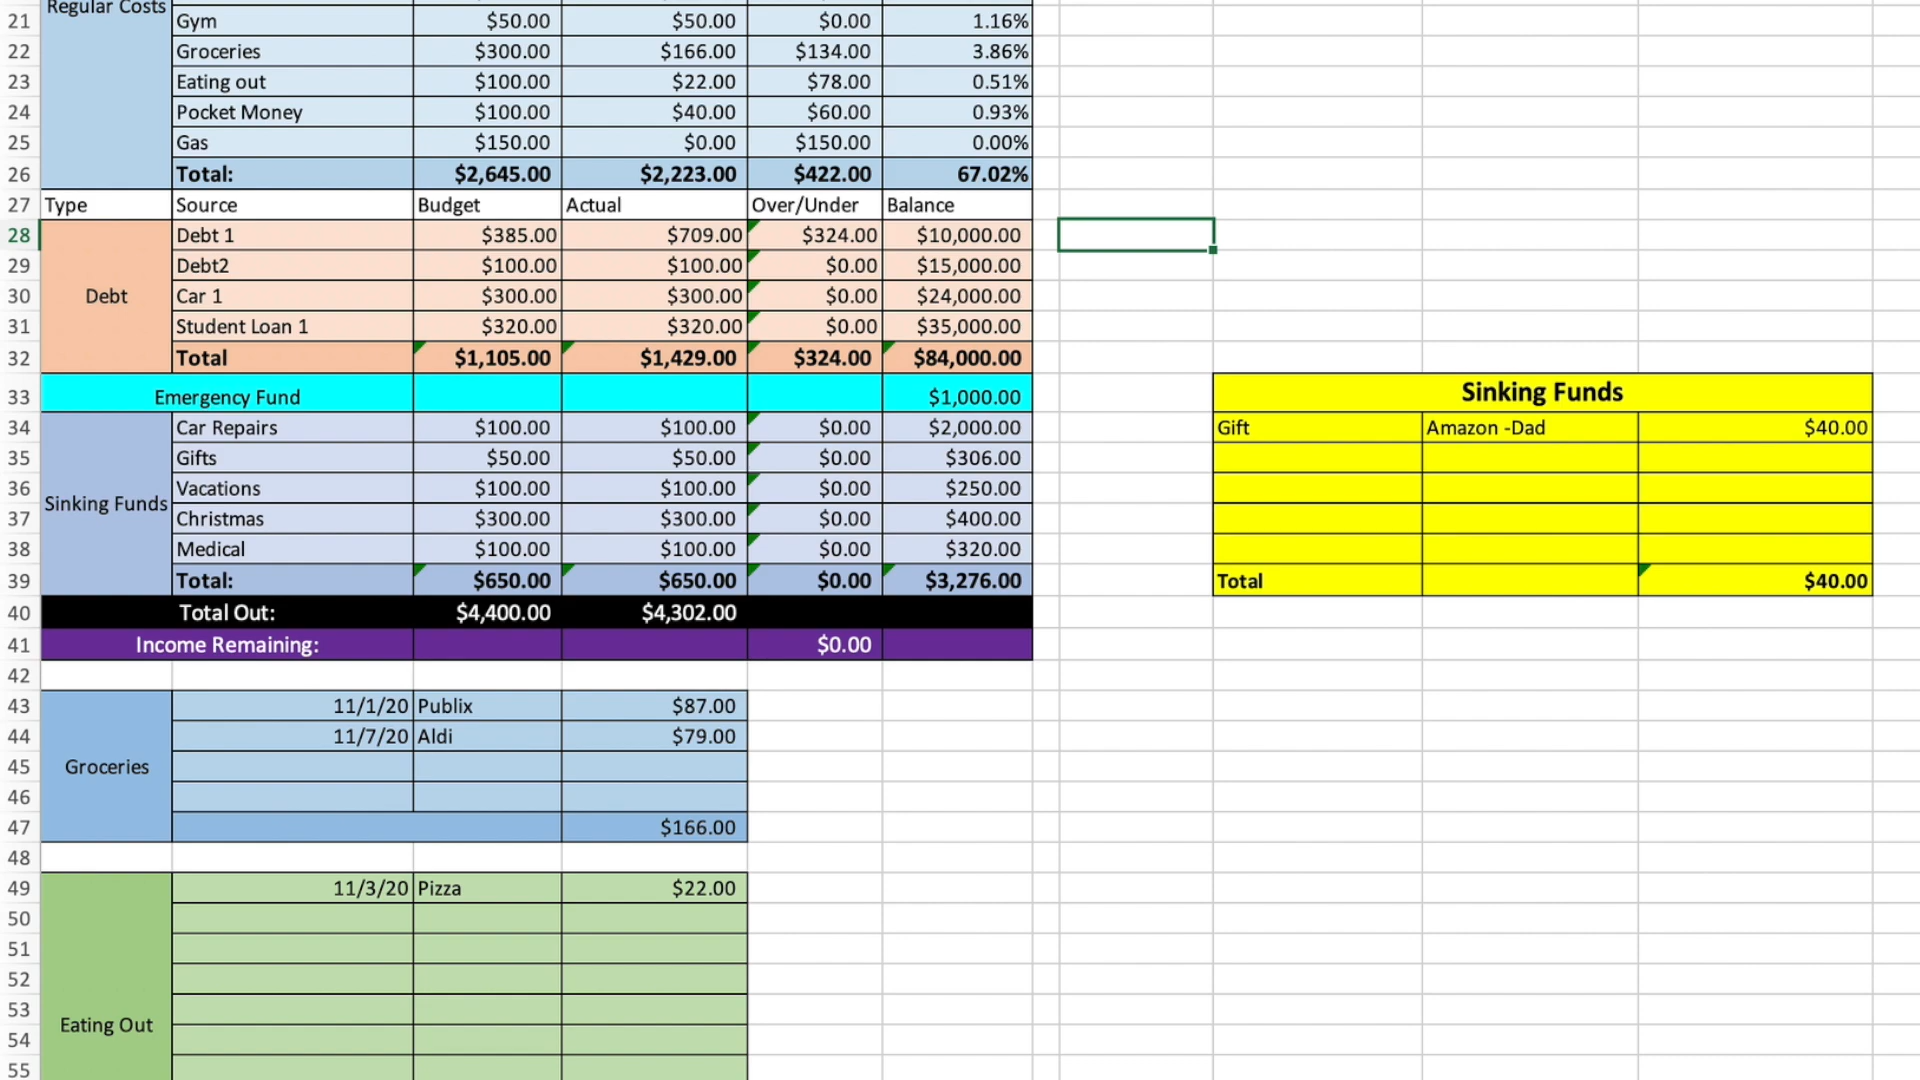 Regular Costs
21 Gym $50.00 $50.00 $0.00 1.16%
22 Groceries $300.00 $166.00 $134.00 3.86%
23 Eating out $100.00 $22.00 $78.00 0.51%
24 Pocket Money $100.00 $40.00 $60.00 0.93%
25 Gas $150.00 $0.00 $150.00 0.00%
26 Total: $2,645.00 $2,223.00 $422.00 67.02%
27 Type Source Budget Actual Over/Under Balance
28 Debt 1 $385.00 $709.00 $324.00 $10,000.00
29 Debt2 $100.00 $100.00 $0.00 $15,000.00
30 Debt Car 1 $300.00 $300.00 $0.00 $24,000.00
31 Student Loan 1 $320.00 $320.00 $0.00 $35,000.00
32 Total $1,105.00 $1,429.00 $324.00 $84,000.00
33 Emergency Fund $1,000.00 Sinking Funds
34 Car Repairs $100.00 $100.00 $0.00 $2,000.00 Gift Amazon -Dad $40.00
35 Gifts $50.00 $50.00 $0.00 $306.00
36 Vacations $100.00 $100.00 $0.00 $250.00
Sinking Funds
37 Christmas $300.00 $300.00 $0.00 $400.00
38 Medical $100.00 $100.00 $0.00 $320.00
39 Total: $650.00 $650.00 $0.00 $3,276.00 Total $40.00
40 Total Out: $4,400.00 $4,302.00
41 Income Remaining: $0.00
42
43 11/1/20 Publix $87.00
44 11/7/20 Aldi $79.00
45 Groceries
46
47 $166.00
48
49 11/3/20 Pizza $22.00
50
51
52
53
Eating Out
54
55